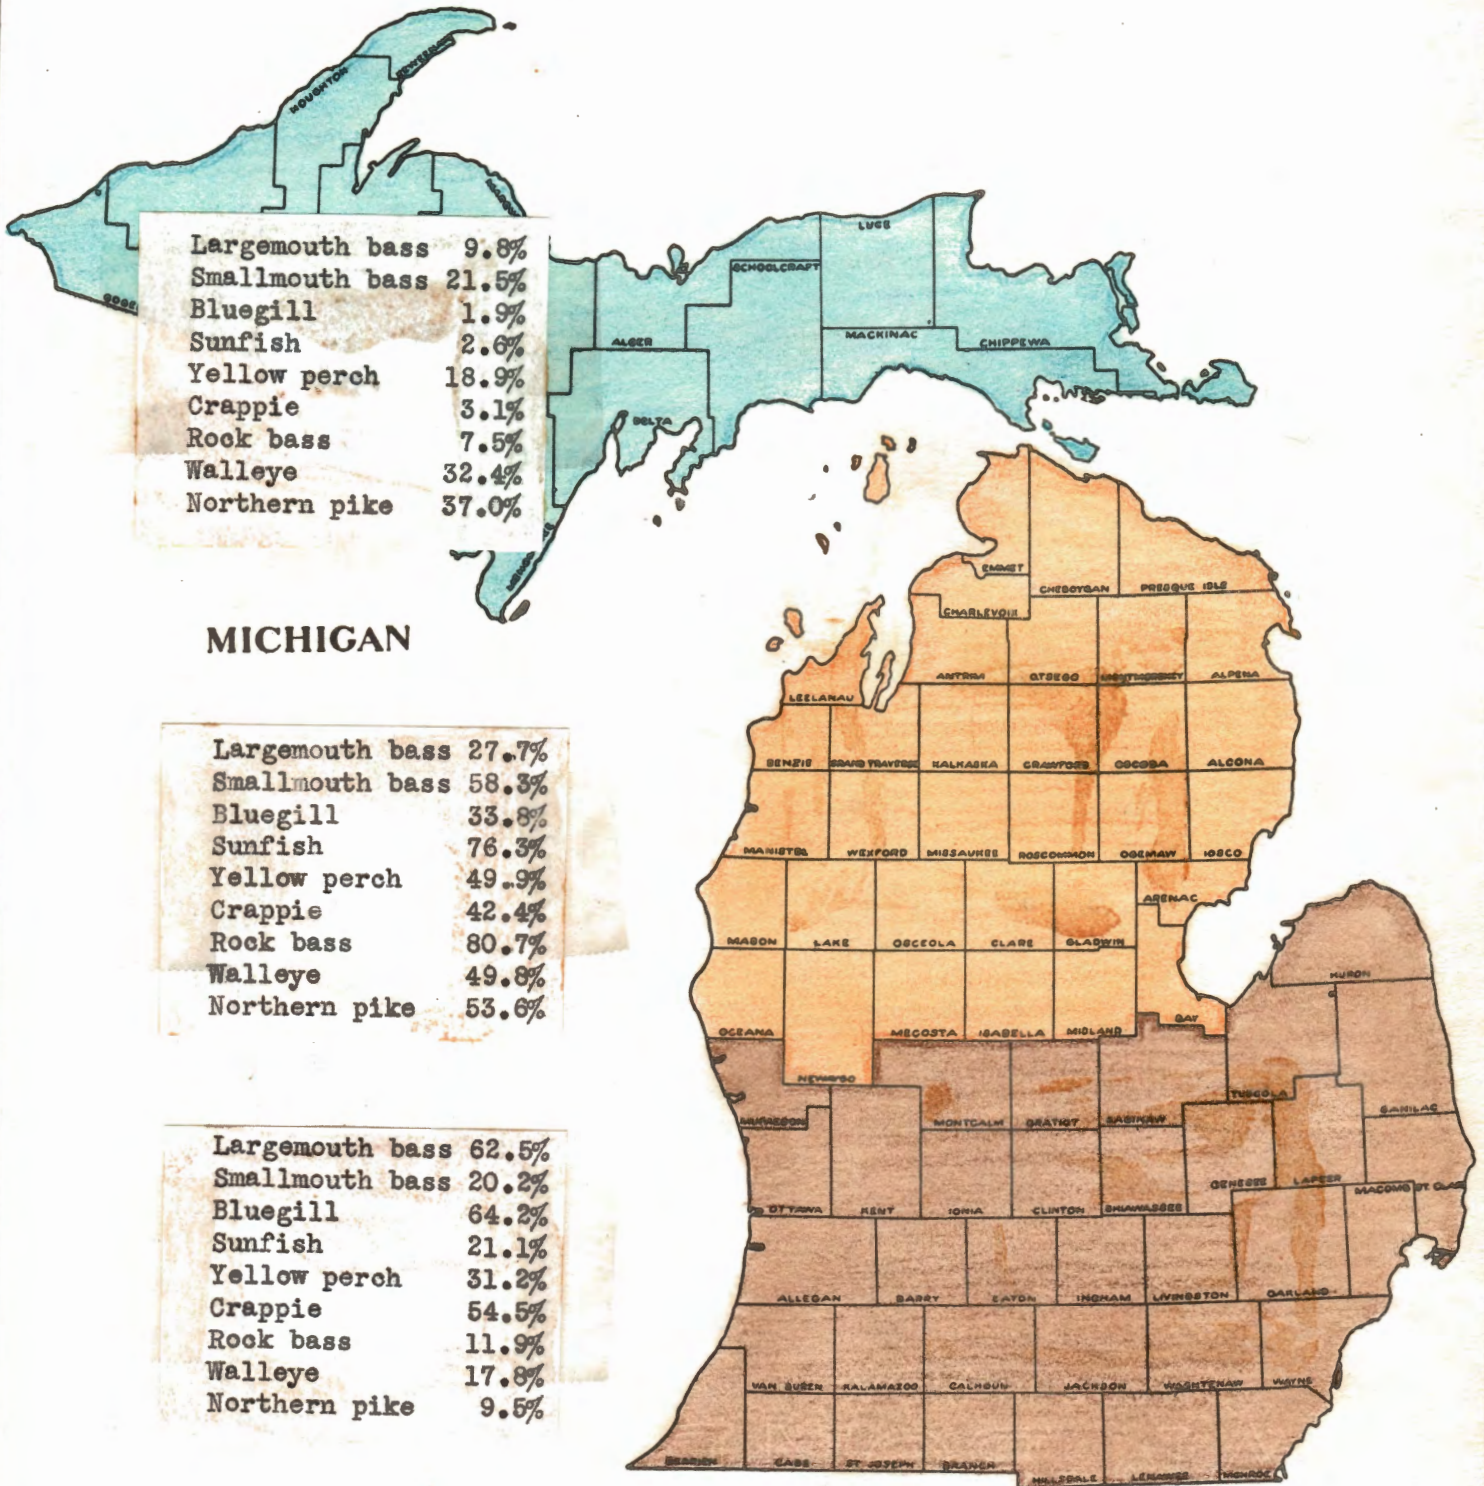 HOUGHTON
KEWEENAW
LUCE
SCHOOLCRAFT
MACKINAC
CHIPPEWA
ALGER
DELTA
Largemouth bass 9.8%
Smallmouth bass 21.5%
Bluegill 1.9%
Sunfish 2.6%
Yellow perch 18.9%
Crappie 3.1%
Rock bass 7.5%
Walleye 32.4%
Northern pike 37.0%
MICHIGAN
EMMET
CHEBOYGAN PRESQUE ISLE
CHARLEVOIX
ANTRIM OTSEGO MONTMORENCY ALPENA
LEELANAU
BENZIE GRAND TRAVERSE KALKASKA CRAWFORD OSCODA ALCONA
MANISTEE WEXFORD MISSAUKEE ROSCOMMON OGEMAW IOSCO
ARENAC
MASON LAKE OSCEOLA CLARE GLADWIN
HURON
OCEANA MECOSTA ISABELLA MIDLAND BAY
NEWAYGO
Largemouth bass 27.7%
Smallmouth bass 58.3%
Bluegill 33.8%
Sunfish 76.3%
Yellow perch 49.9%
Crappie 42.4%
Rock bass 80.7%
Walleye 49.8%
Northern pike 53.6%
TUSCOLA
SANILAC
MUSKEGON MONTCALM GRATIOT SAGINAW
GENESEE LAPEER
MACOMB ST CLAIR
OTTAWA KENT IONIA CLINTON SHIAWASSEE
ALLEGAN BARRY EATON INGHAM LIVINGSTON OAKLAND
VAN BUREN KALAMAZOO CALHOUN JACKSON WASHTENAW WAYNE
BERRIEN CASS ST JOSEPH BRANCH HILLSDALE LENAWEE MONROE
Largemouth bass 62.5%
Smallmouth bass 20.2%
Bluegill 64.2%
Sunfish 21.1%
Yellow perch 31.2%
Crappie 54.5%
Rock bass 11.9%
Walleye 17.8%
Northern pike 9.5%